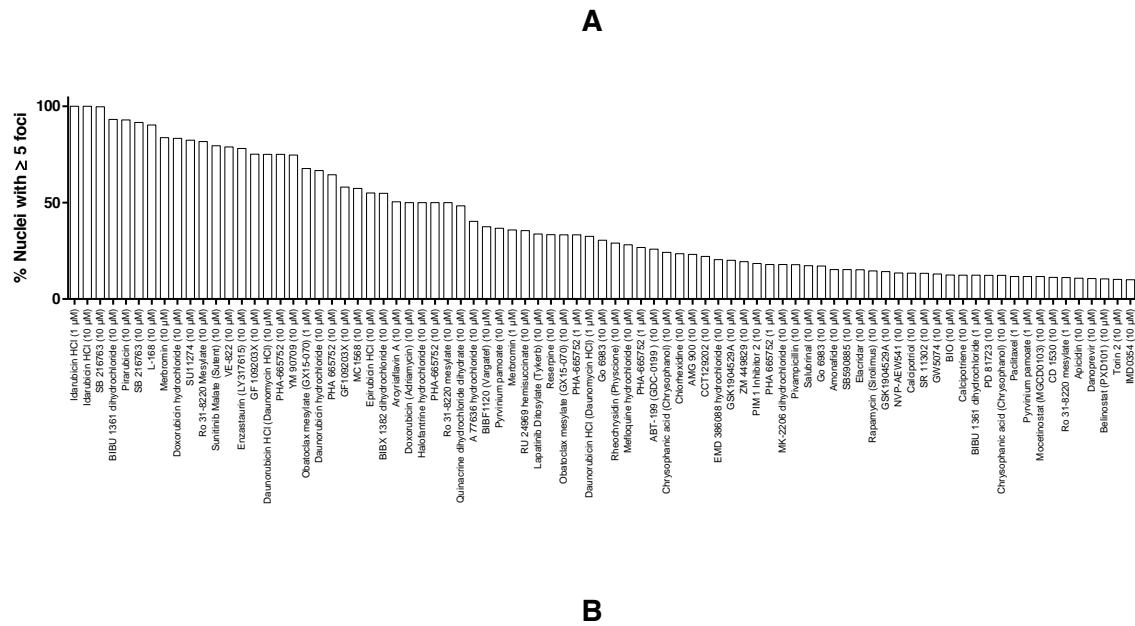 A
% Nuclei with ≥ 5 foci
100
50
0
Idarubicin HCl (1 µM)
Idarubicin HCl (10 µM)
SB 216763 (10 µM)
BIBU 1361 dihydrochloride (10 µM)
Pirarubicin (10 µM)
SB 216763 (10 µM)
L-168 (10 µM)
Merbromin (10 µM)
Doxorubicin hydrochloride (10 µM)
SU11274 (10 µM)
Ro 31-8220 Mesylate (10 µM)
Sunitinib Malate (Sutent) (10 µM)
VE-822 (10 µM)
Enzastaurin (LY317615) (10 µM)
GF 109203X (10 µM)
Daunorubicin HCl (Daunomycin HCl) (10 µM)
PHA-665752 (10 µM)
YM 90709 (10 µM)
Obatoclax mesylate (GX15-070) (1 µM)
Daunorubicin hydrochloride (10 µM)
PHA 665752 (10 µM)
GF109203X (10 µM)
MC1568 (10 µM)
Epirubicin HCl (10 µM)
BIBX 1382 dihydrochloride (10 µM)
Arcyriaflavin A (10 µM)
Doxorubicin (Adriamycin) (10 µM)
Halofantrine hydrochloride (10 µM)
PHA-665752 (10 µM)
Ro 31-8220 mesylate (10 µM)
Quinacrine dihydrochloride dihydrate (10 µM)
A 77636 hydrochloride (10 µM)
BIBF1120 (Vargatef) (10 µM)
Pyrvinium pamoate (10 µM)
Merbromin (1 µM)
RU 24969 hemisuccinate (10 µM)
Lapatinib Ditosylate (Tykerb) (10 µM)
Reserpine (10 µM)
Obatoclax mesylate (GX15-070) (10 µM)
PHA-665752 (1 µM)
Daunorubicin HCl (Daunomycin HCl) (1 µM)
Go 6983 (10 µM)
Rheochrysidin (Physcione) (10 µM)
Mefloquine hydrochloride (10 µM)
PHA-665752 (1 µM)
ABT-199 (GDC-0199) (10 µM)
Chrysophanic acid (Chrysophanol) (10 µM)
Chlorhexidine (10 µM)
AMG 900 (10 µM)
CCT129202 (10 µM)
EMD 386088 hydrochloride (10 µM)
GSK1904529A (10 µM)
ZM 449829 (10 µM)
PIM 1 Inhibitor 2 (10 µM)
PHA 665752 (1 µM)
MK-2206 dihydrochloride (10 µM)
Pivampicillin (10 µM)
Salubrinal (10 µM)
Go 6983 (10 µM)
Amonafide (10 µM)
SB590885 (10 µM)
Elacridar (10 µM)
Rapamycin (Sirolimus) (10 µM)
GSK1904529A (10 µM)
NVP-AEW541 (10 µM)
Calcipotriol (10 µM)
SR 11302 (10 µM)
GW5074 (10 µM)
BIO (10 µM)
Calcipotriene (10 µM)
BIBU 1361 dihydrochloride (1 µM)
PD 81723 (10 µM)
Chrysophanic acid (Chrysophanol) (10 µM)
Paclitaxel (1 µM)
Pyrvinium pamoate (1 µM)
Mocetinostat (MGCD0103) (10 µM)
CD 1530 (10 µM)
Ro 31-8220 mesylate (1 µM)
Apicidin (10 µM)
Danoprevir (10 µM)
Belinostat (PXD101) (10 µM)
Torin 2 (10 µM)
IMD0354 (10 µM)
B